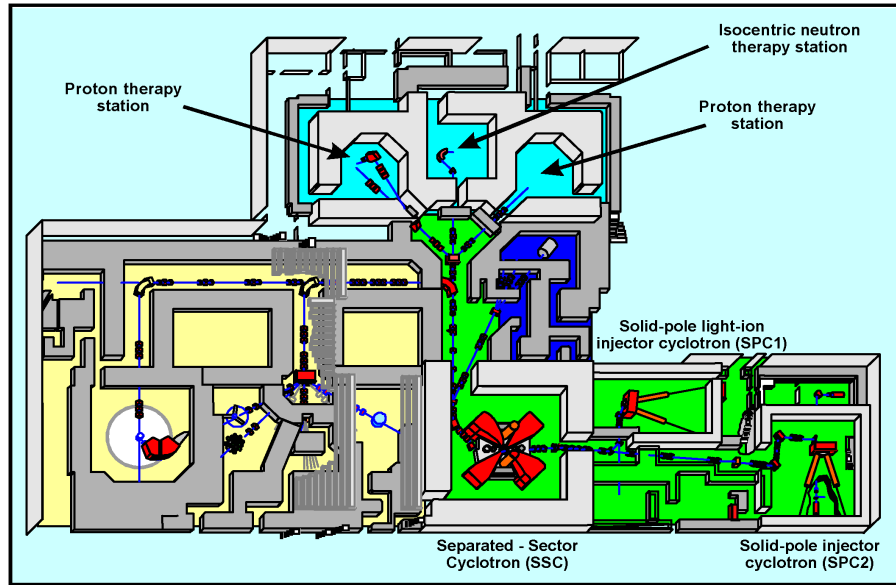 Isocentric neutron
therapy station
Proton therapy
station
Proton therapy
station
Solid-pole light-ion
injector cyclotron (SPC1)
Separated - Sector
Cyclotron (SSC)
Solid-pole injector
cyclotron (SPC2)